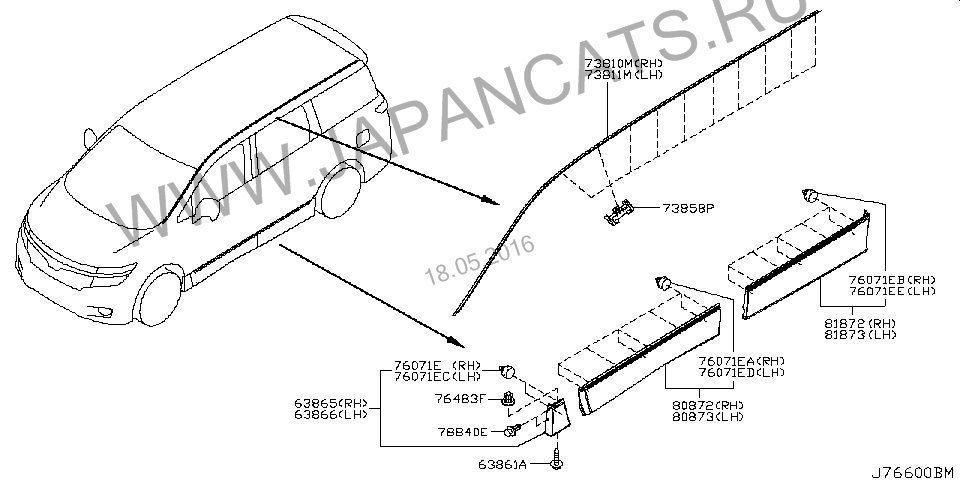 WWW.JAPANCATS.RU
18.05.2016
73810M(RH)
73811M(LH)
73858P
76071EB(RH)
76071EE(LH)
81872(RH)
81873(LH)
76071EA(RH)
76071ED(LH)
80872(RH)
80873(LH)
76071E (RH)
76071EC(LH)
63865(RH)
63866(LH)
76483F
78840E
63861A
J76600BM